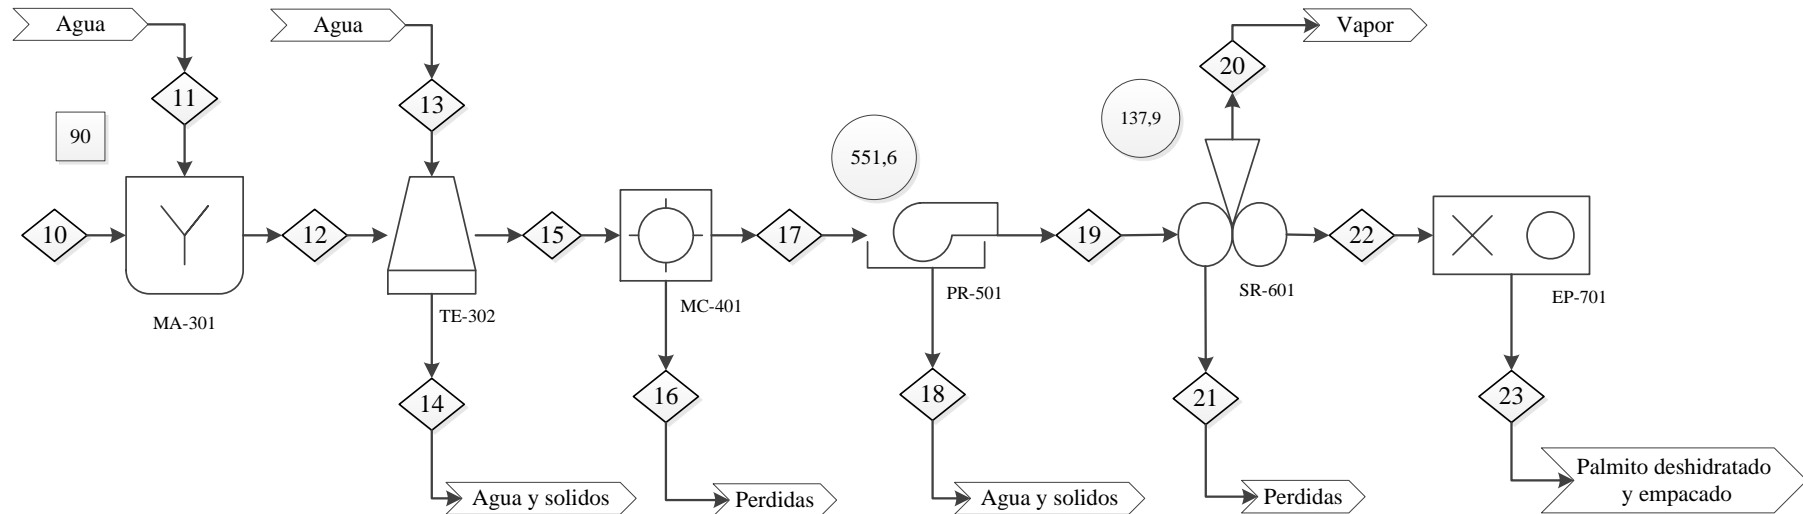 Agua
Agua
Vapor
20
11
13
90
137,9
551,6
10
12
15
17
19
22
MA-301
TE-302
MC-401
PR-501
SR-601
EP-701
14
16
18
21
23
Agua y solidos
Perdidas
Agua y solidos
Perdidas
Palmito deshidratado
y empacado